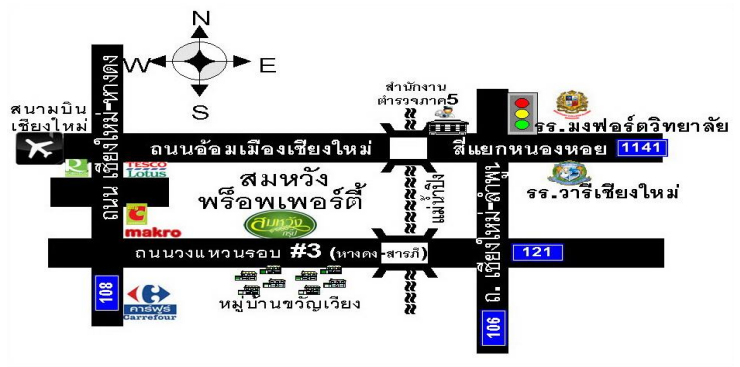 N
W
E
S
สนามบิน
เชียงใหม่
ถนน เชียงใหม่-หางดง
สำนักงาน
ตำรวจภาค5
รร.มงฟอร์ตวิทยาลัย
ถนนอ้อมเมืองเชียงใหม่
สี่แยกหนองหอย
1141
TESCO
Lotus
สมหวัง
พร็อพเพอร์ตี้
แม่น้ำปิง
รร.วารีเชียงใหม่
makro
สมหวัง
กรุ๊ป
ถนนวงแหวนรอบ #3 (หางดง-สารภี)
121
ถ. เชียงใหม่-ลำพูน
108
คาร์ฟูร์
Carrefour
หมู่บ้านขวัญเวียง
106